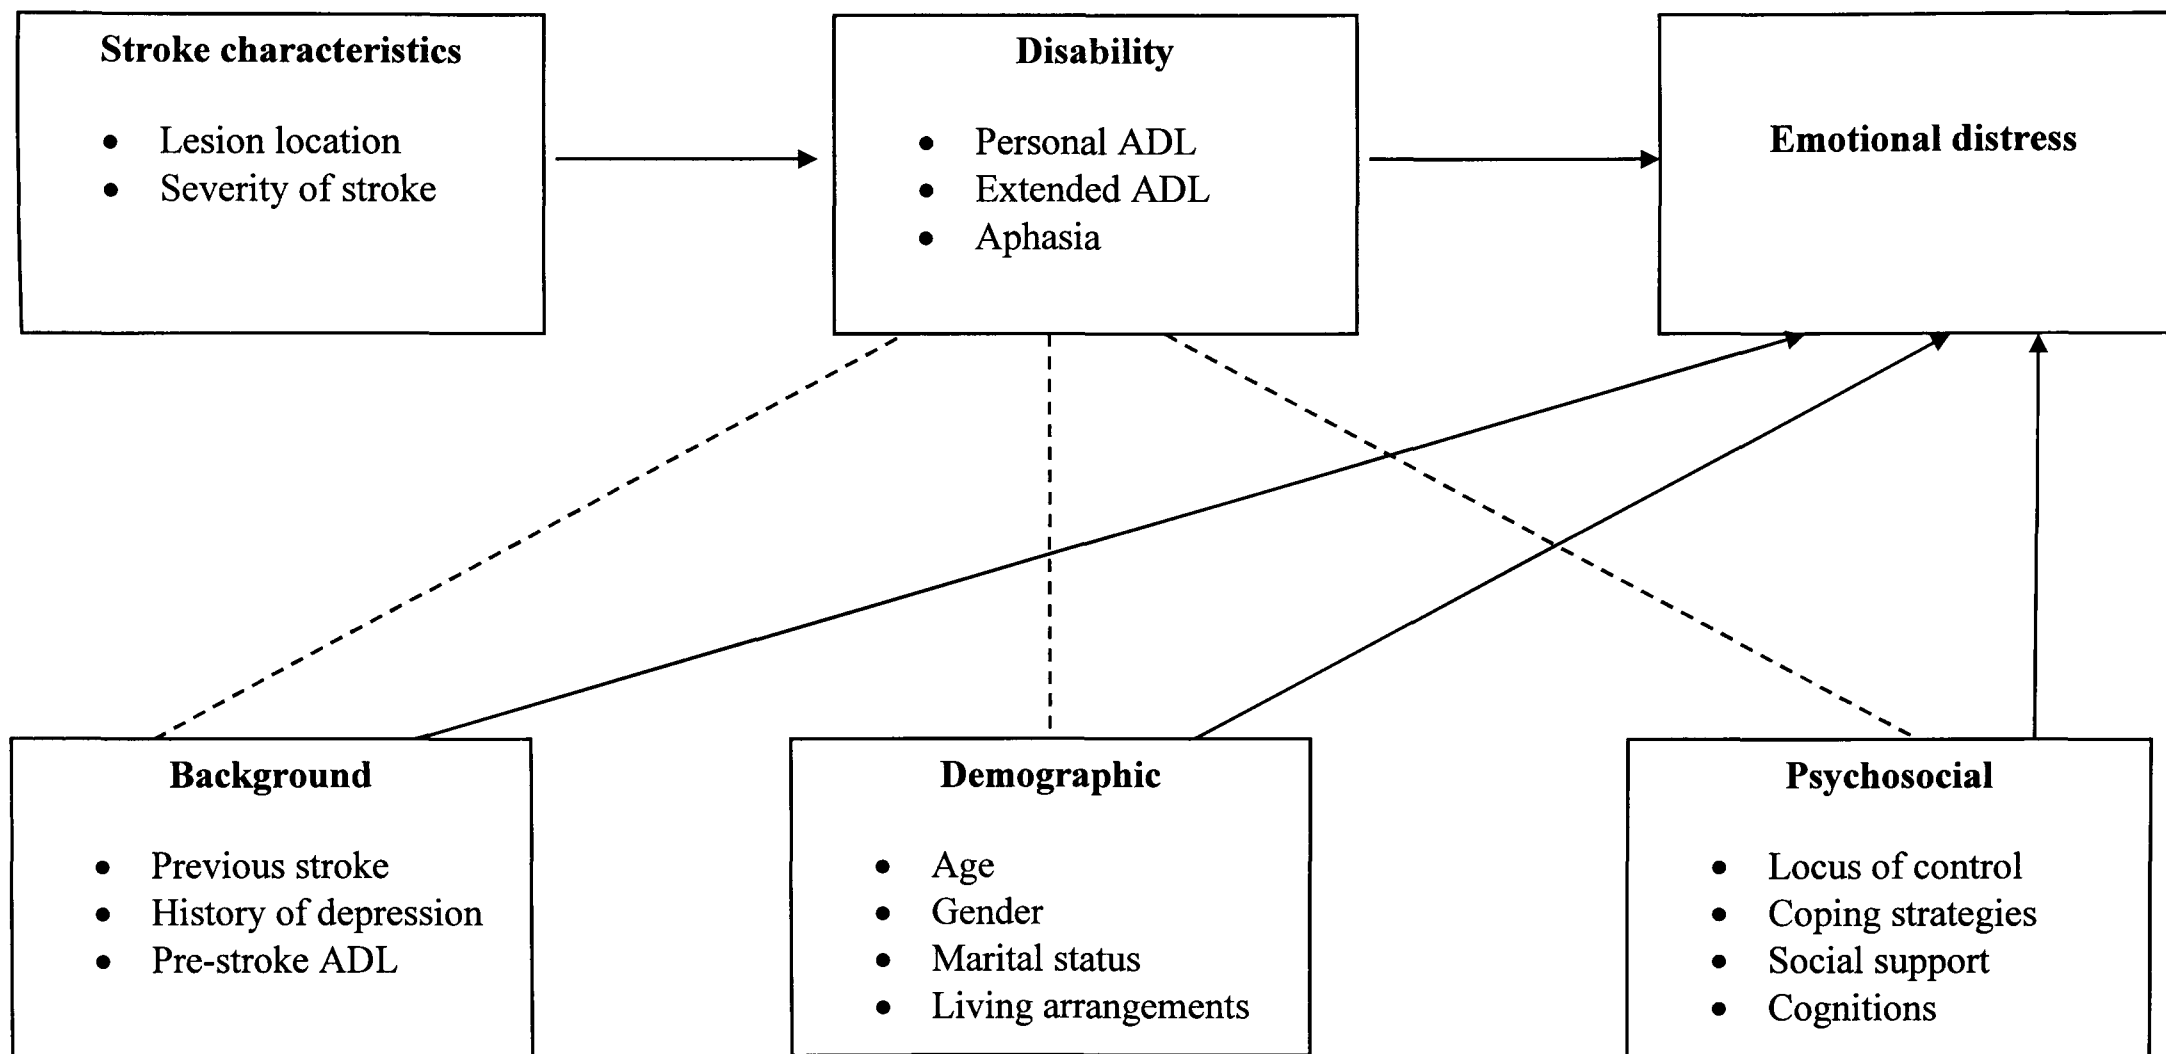 Stroke characteristics
• Lesion location
• Severity of stroke
Disability
• Personal ADL
• Extended ADL
• Aphasia
Emotional distress
Background
• Previous stroke
• History of depression
• Pre-stroke ADL
Demographic
• Age
• Gender
• Marital status
• Living arrangements
Psychosocial
• Locus of control
• Coping strategies
• Social support
• Cognitions